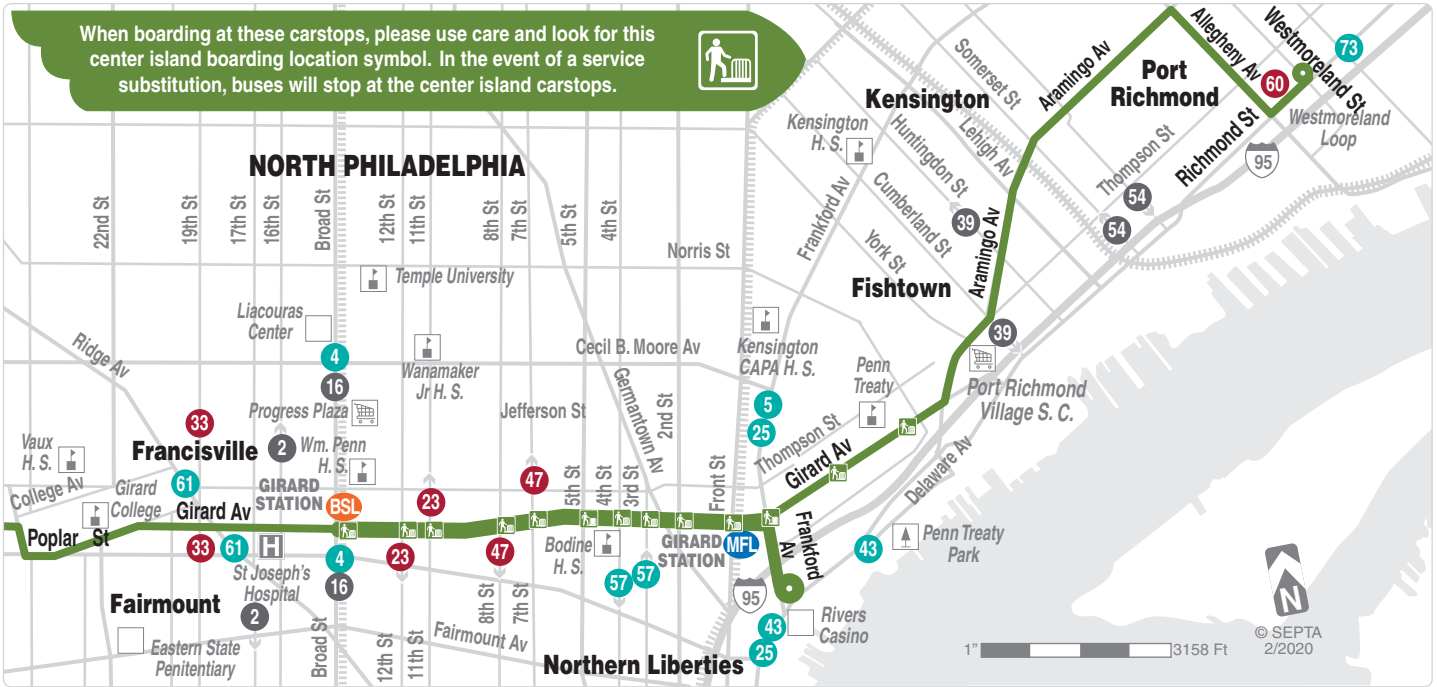 When boarding at these carstops, please use care and look for this
center island boarding location symbol. In the event of a service
substitution, buses will stop at the center island carstops.
NORTH PHILADELPHIA
22nd St
19th St
17th St
16th St
Broad St
12th St
11th St
8th St
7th St
5th St
4th St
Norris St
Temple University
Liacouras
Center
4
16
Ridge Av
Wanamaker
Jr H. S.
Cecil B. Moore Av
Germantown Av
2nd St
Jefferson St
Progress Plaza
33
2
Francisville
Wm. Penn
H. S.
Vaux
H. S.
61
College Av
Girard
College
Girard Av
GIRARD
STATION
BSL
23
47
5th St
4th St
3rd St
Front St
Poplar St
33
61
H
St Joseph's
Hospital
4
16
23
47
Bodine
H. S.
57
57
GIRARD
STATION
MFL
Fairmount
2
Eastern State
Penitentiary
Broad St
12th St
11th St
8th St
7th St
Fairmount Av
Northern Liberties
95
43
25
Rivers
Casino
Frankford
Av
43
Penn Treaty
Park
Delaware Av
Girard Av
Thompson St
Penn
Treaty
5
25
Kensington
CAPA H. S.
Frankford Av
Kensington
Kensington
H. S.
Somerset St
Lehigh Av
Huntingdon St
Cumberland St
York St
39
Fishtown
Aramingo Av
39
Port Richmond
Village S. C.
Aramingo Av
Port
Richmond
Allegheny Av
Westmoreland St
73
60
Westmoreland
Loop
Richmond St
95
Thompson St
54
54
N
© SEPTA
2/2020
1"
3158 Ft